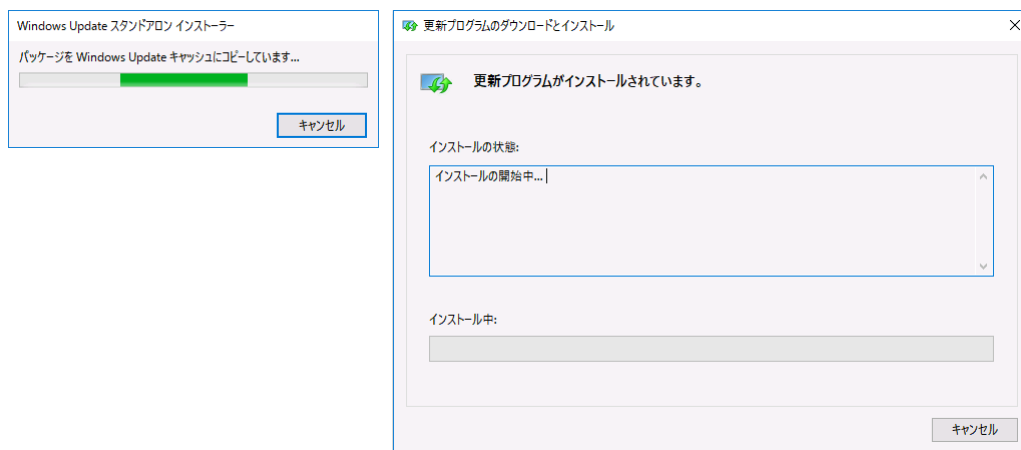 Windows Update スタンドアロン インストーラー
パッケージを Windows Update キャッシュにコピーしています...
キャンセル
更新プログラムのダウンロードとインストール
更新プログラムがインストールされています。
インストールの状態:
インストールの開始中...
インストール中:
キャンセル